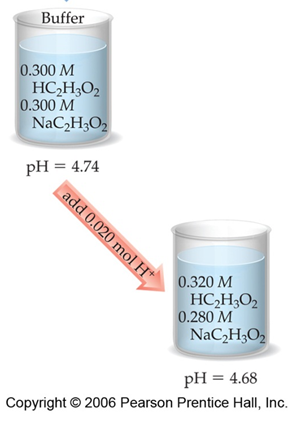 Buffer
0.300 M
HC₂H₃O₂
0.300 M
NaC₂H₃O₂
pH = 4.74
add 0.020 mol H⁺
0.320 M
HC₂H₃O₂
0.280 M
NaC₂H₃O₂
pH = 4.68
Copyright © 2006 Pearson Prentice Hall, Inc.